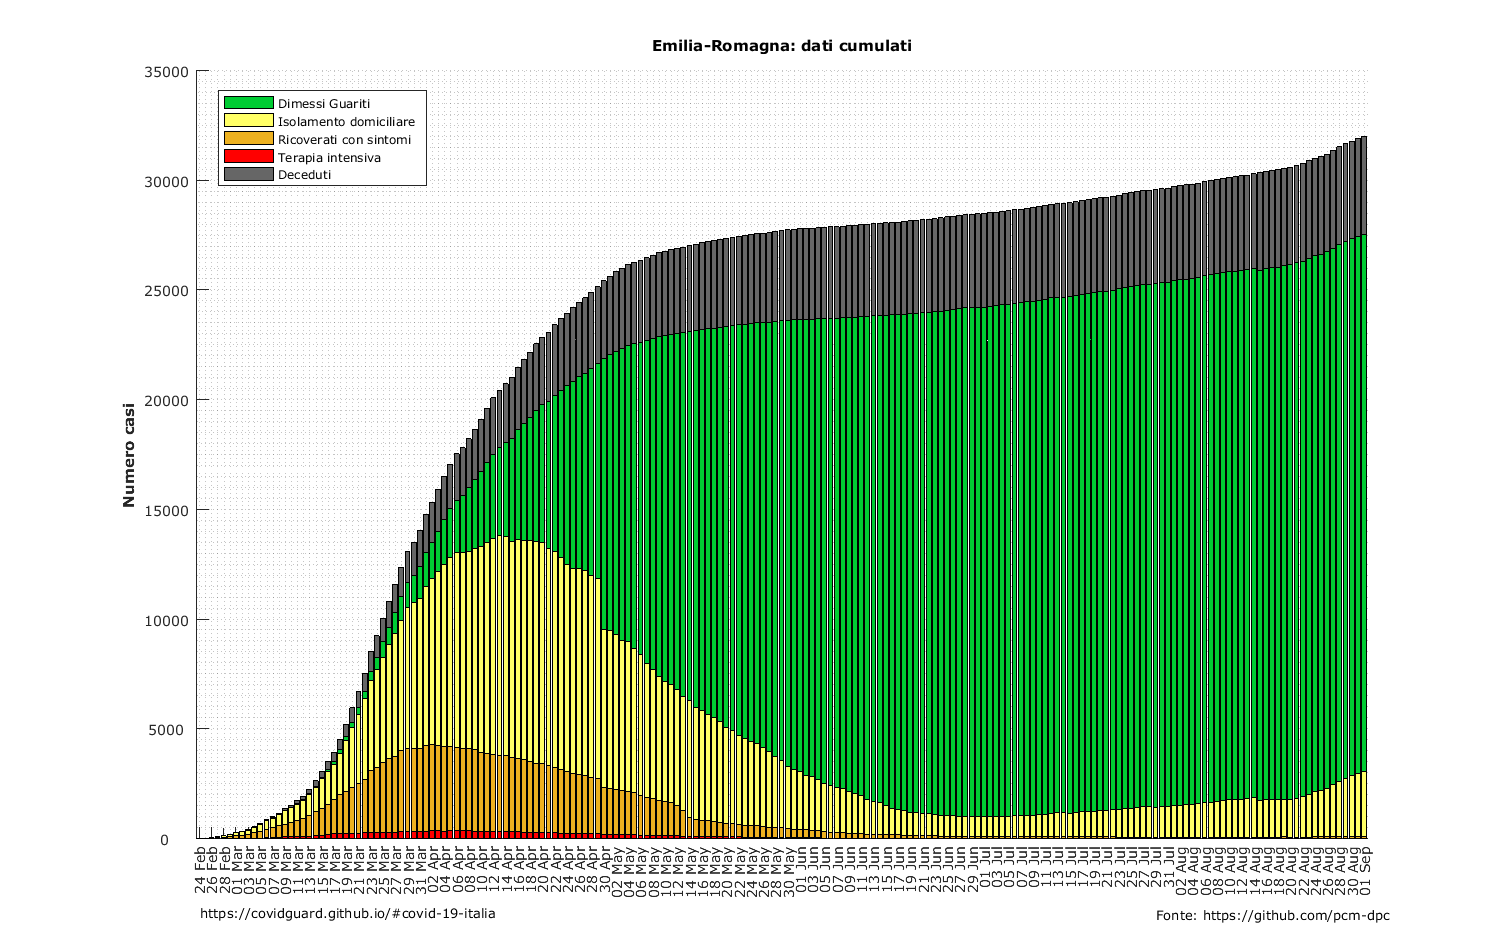 Emilia-Romagna: dati cumulati
35000
30000
25000
20000
15000
10000
5000
0
Numero casi
Dimessi Guariti
Isolamento domiciliare
Ricoverati con sintomi
Terapia intensiva
Deceduti
24 Feb
26 Feb
28 Feb
01 Mar
03 Mar
05 Mar
07 Mar
09 Mar
11 Mar
13 Mar
15 Mar
17 Mar
19 Mar
21 Mar
23 Mar
25 Mar
27 Mar
29 Mar
31 Mar
02 Apr
04 Apr
06 Apr
08 Apr
10 Apr
12 Apr
14 Apr
16 Apr
18 Apr
20 Apr
22 Apr
24 Apr
26 Apr
28 Apr
30 Apr
02 May
04 May
06 May
08 May
10 May
12 May
14 May
16 May
18 May
20 May
22 May
24 May
26 May
28 May
30 May
01 Jun
03 Jun
05 Jun
07 Jun
09 Jun
11 Jun
13 Jun
15 Jun
17 Jun
19 Jun
21 Jun
23 Jun
25 Jun
27 Jun
29 Jun
01 Jul
03 Jul
05 Jul
07 Jul
09 Jul
11 Jul
13 Jul
15 Jul
17 Jul
19 Jul
21 Jul
23 Jul
25 Jul
27 Jul
29 Jul
31 Jul
02 Aug
04 Aug
06 Aug
08 Aug
10 Aug
12 Aug
14 Aug
16 Aug
18 Aug
20 Aug
22 Aug
24 Aug
26 Aug
28 Aug
30 Aug
01 Sep
https://covidguard.github.io/#covid-19-italia
Fonte: https://github.com/pcm-dpc